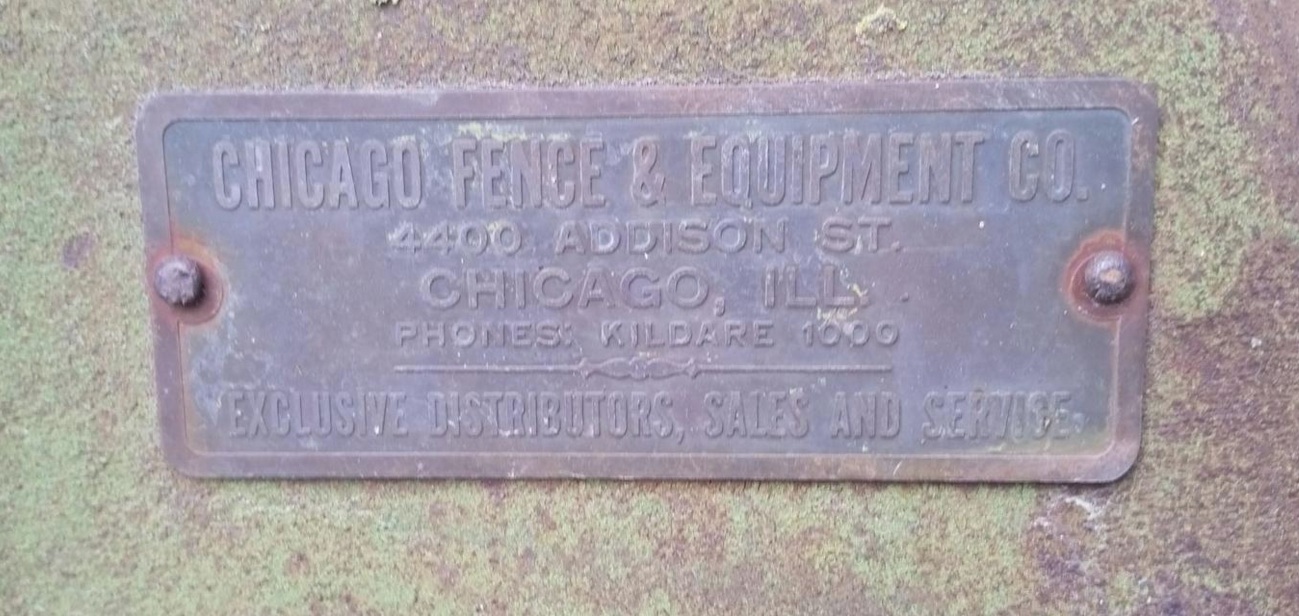 CHICAGO FENCE & EQUIPMENT CO.
4400 ADDISON ST.
CHICAGO, ILL.
PHONES: KILDARE 1000
EXCLUSIVE DISTRIBUTORS, SALES AND SERVICE.